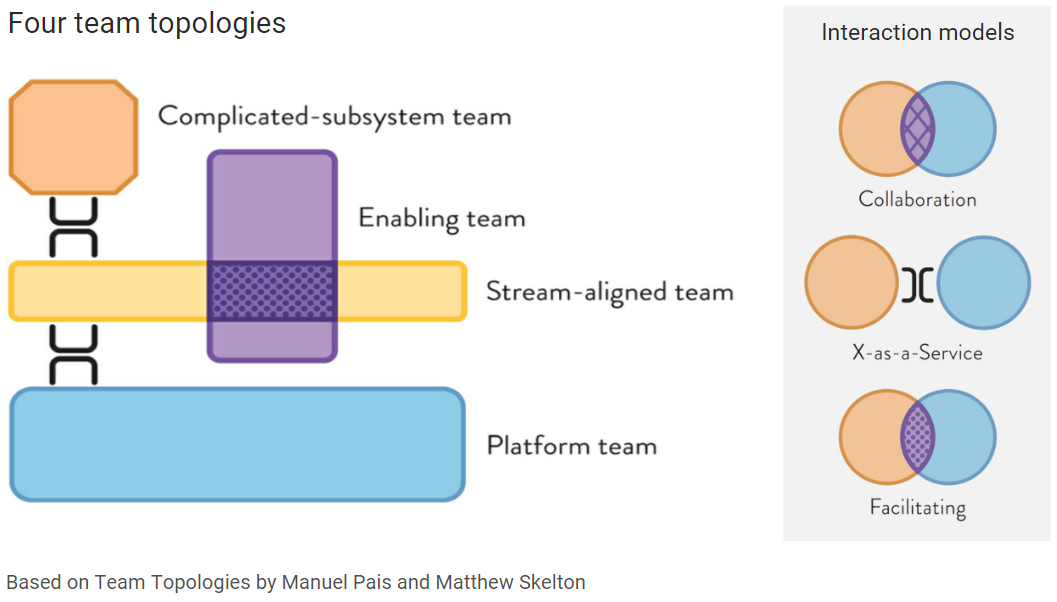 Four team topologies
Complicated-subsystem team
Enabling team
Stream-aligned team
Platform team
Interaction models
Collaboration
X-as-a-Service
Facilitating
Based on Team Topologies by Manuel Pais and Matthew Skelton